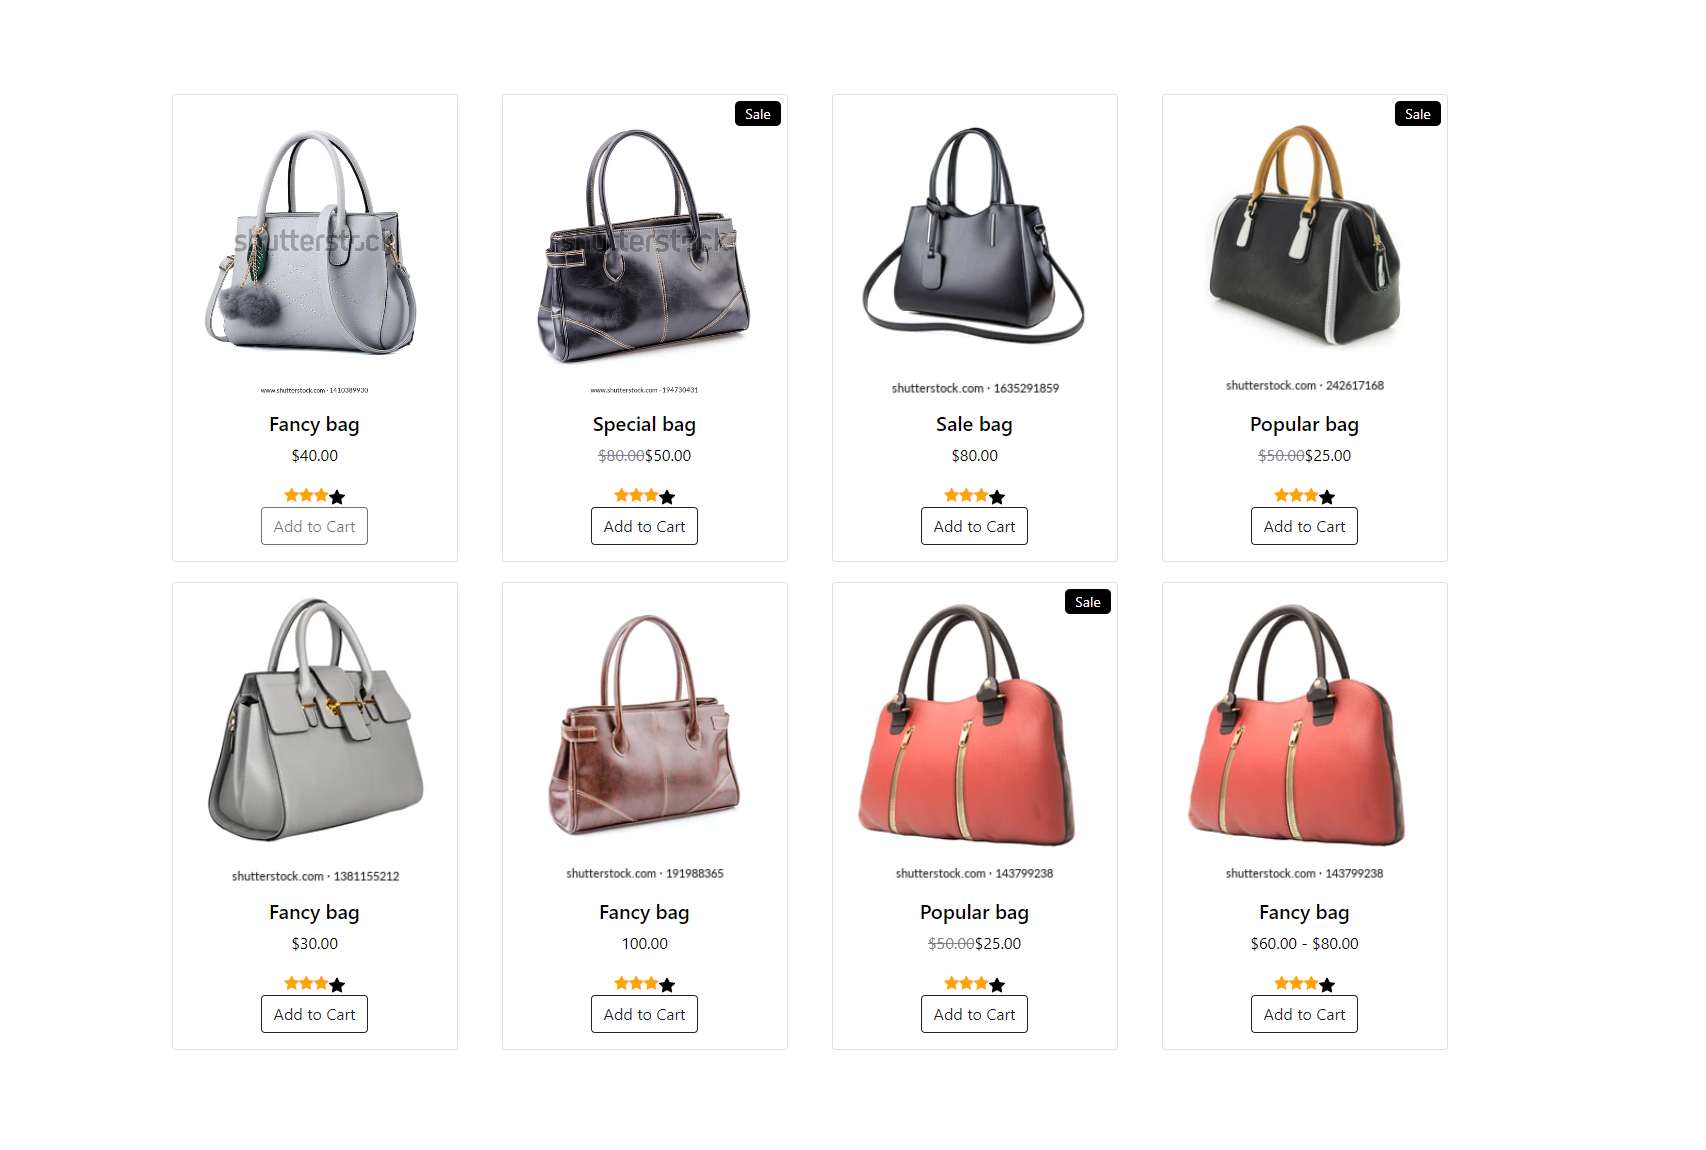 shutterstock
www.shutterstock.com · 1410389930
Fancy bag
$40.00
Add to Cart
Sale
shutterstock
www.shutterstock.com · 194730431
Special bag
$80.00$50.00
Add to Cart
shutterstock.com · 1635291859
Sale bag
$80.00
Add to Cart
Sale
shutterstock.com · 242617168
Popular bag
$50.00$25.00
Add to Cart
shutterstock.com · 1381155212
Fancy bag
$30.00
Add to Cart
shutterstock.com · 191988365
Fancy bag
100.00
Add to Cart
Sale
shutterstock.com · 143799238
Popular bag
$50.00$25.00
Add to Cart
shutterstock.com · 143799238
Fancy bag
$60.00 - $80.00
Add to Cart